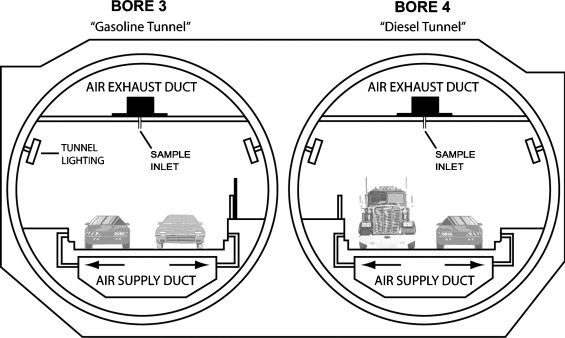 BORE 3
"Gasoline Tunnel"
AIR EXHAUST DUCT
TUNNEL
LIGHTING
SAMPLE
INLET
AIR SUPPLY DUCT
BORE 4
"Diesel Tunnel"
AIR EXHAUST DUCT
SAMPLE
INLET
AIR SUPPLY DUCT